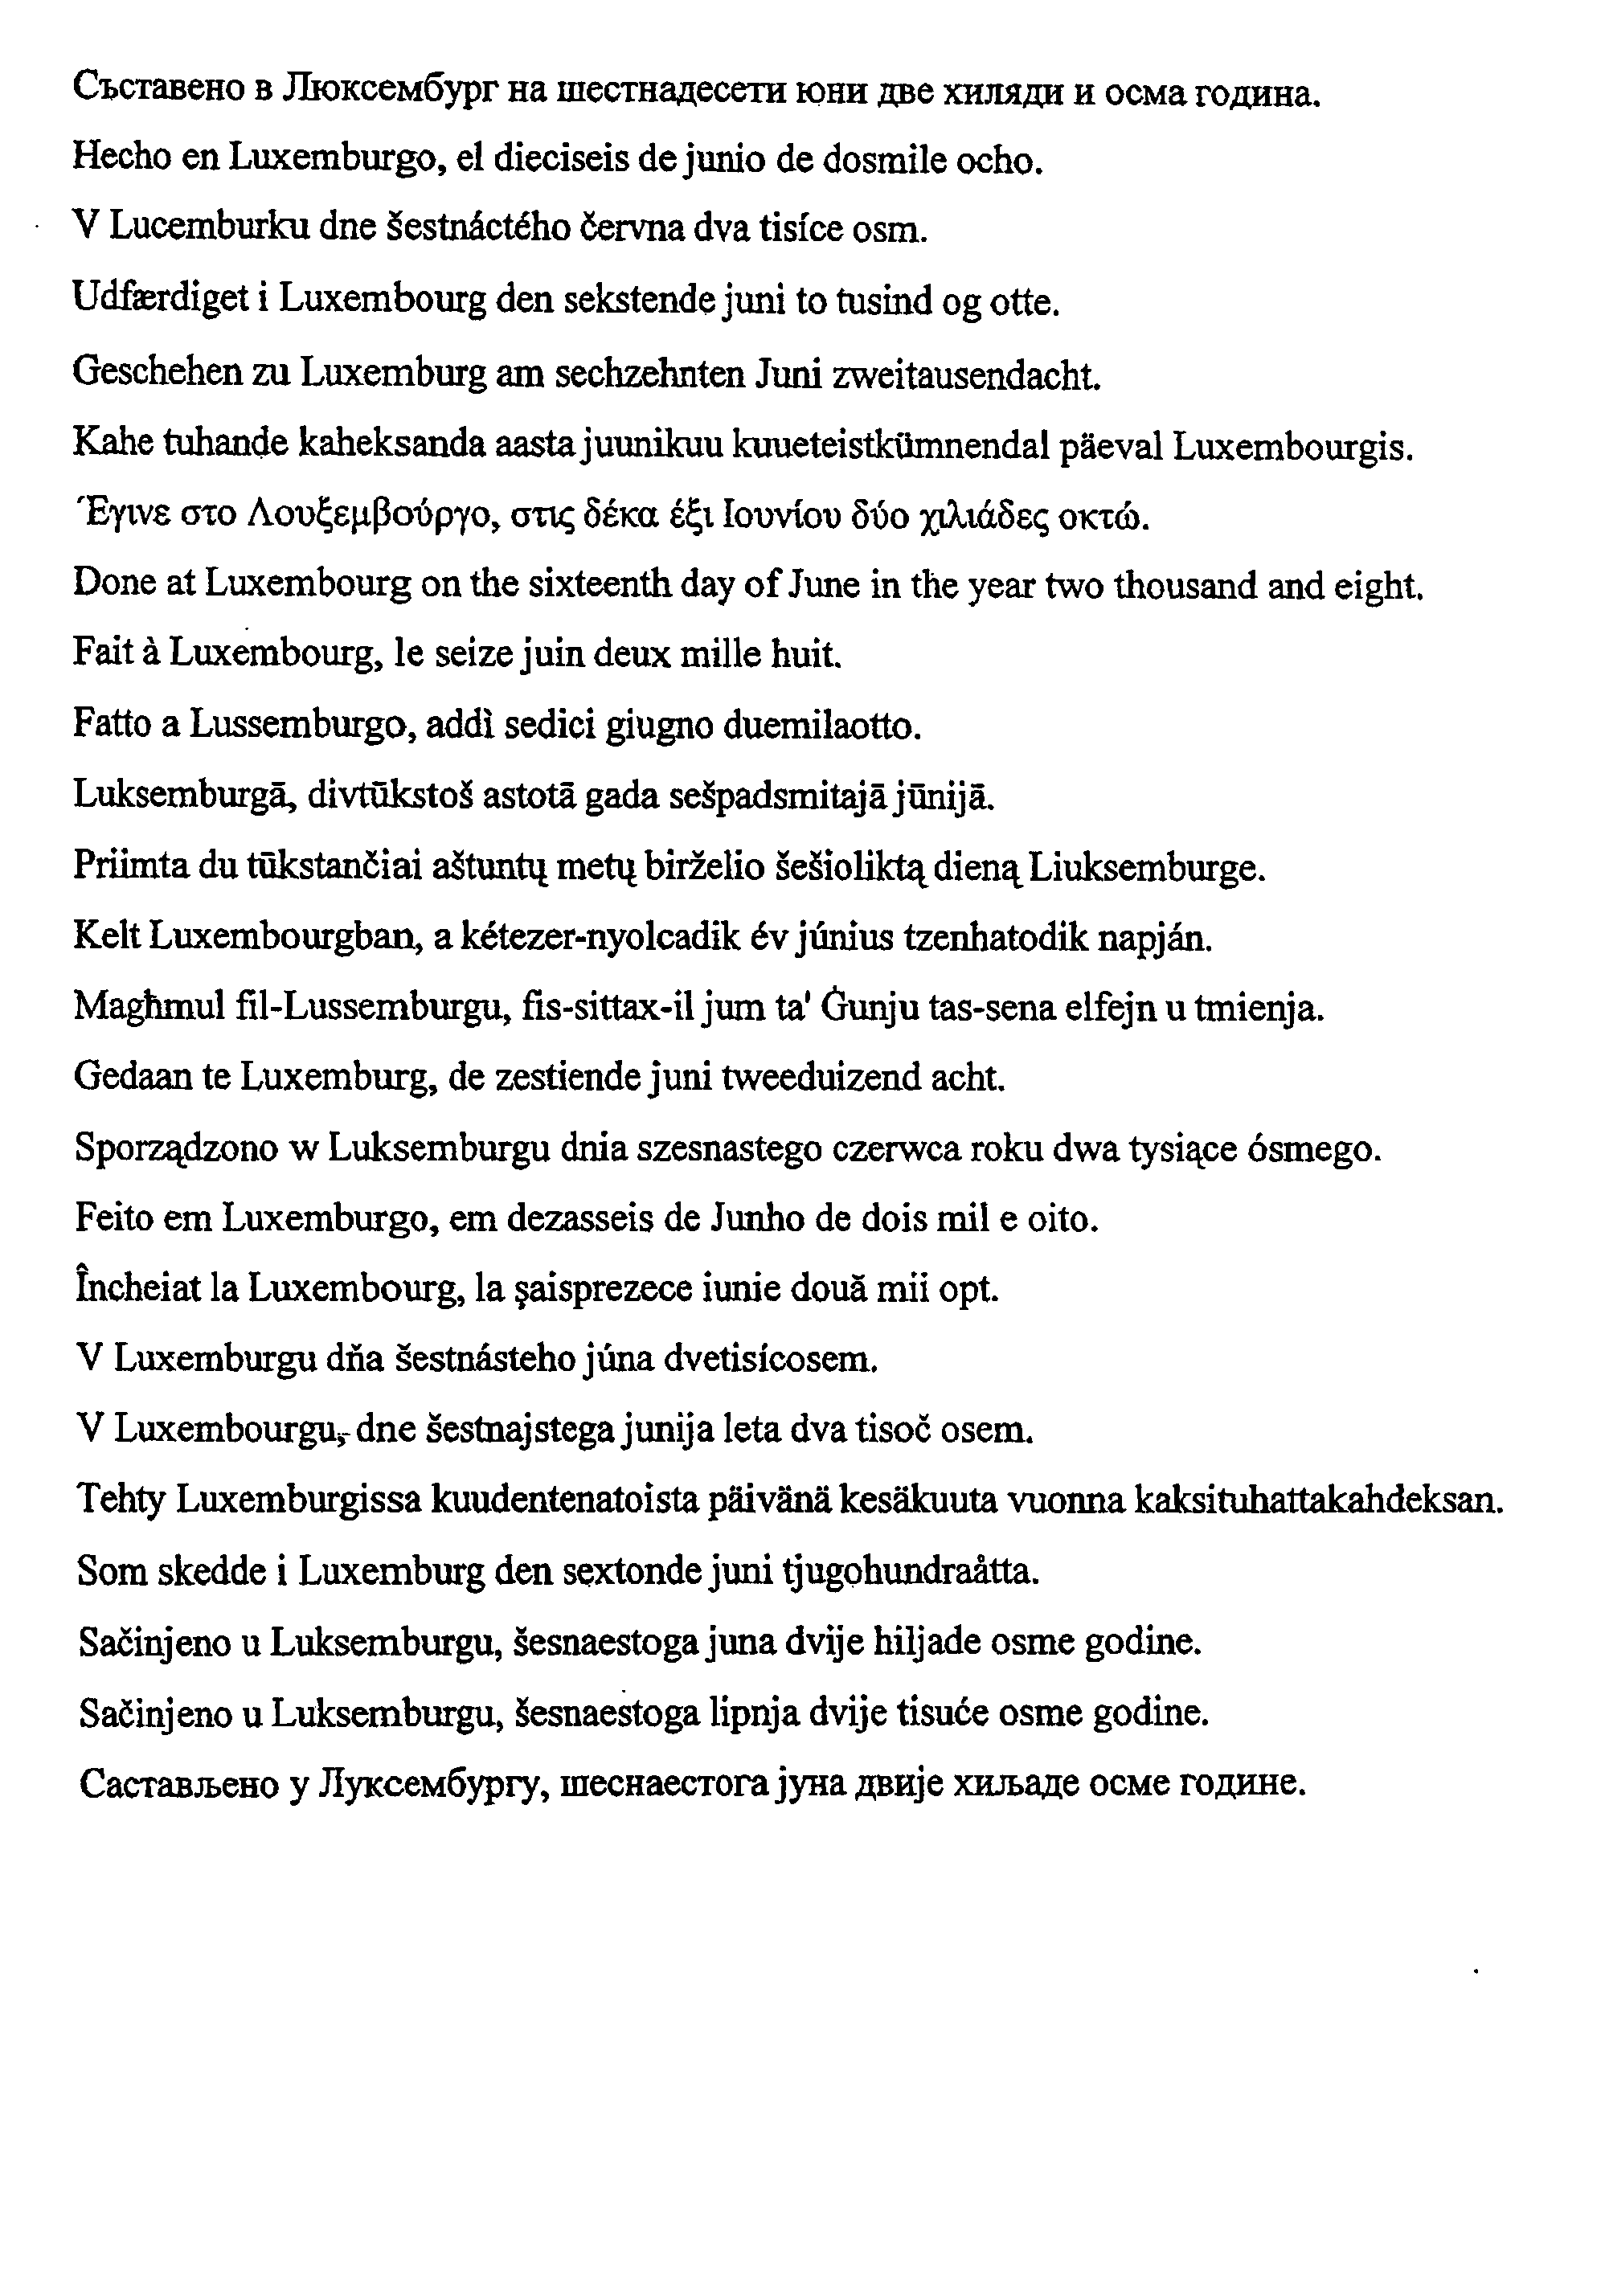 Съставено в Люксембург на шестнадесети юни две хиляди и осма година.
Hecho en Luxemburgo, el dieciseis de junio de dosmile ocho.
V Lucemburku dne šestnáctého června dva tisíce osm.
Udfærdiget i Luxembourg den sekstende juni to tusind og otte.
Geschehen zu Luxemburg am sechzehnten Juni zweitausendacht.
Kahe tuhande kaheksanda aasta juunikuu kuueteistkümnendal päeval Luxembourgis.
Έγινε στo Λουξεμβούργο, στις δέκα έξι Ιουνίου δύο χιλιάδες οκτώ.
Done at Luxembourg on the sixteenth day of June in the year two thousand and eight.
Fait à Luxembourg, le seize juin deux mille huit.
Fatto a Lussemburgo, addì sedici giugno duemilaotto.
Luksemburgā, divtūkstoš astotā gada sešpadsmitajā jūnijā.
Priimta du tūkstančiai aštuntų metų birželio šešioliktą dieną Liuksemburge.
Kelt Luxembourgban, a kétezer-nyolcadik év június tzenhatodik napján.
Magħmul fil-Lussemburgu, fis-sittax-il jum ta' Ġunju tas-sena elfejn u tmienja.
Gedaan te Luxemburg, de zestiende juni tweeduizend acht.
Sporządzono w Luksemburgu dnia szesnastego czerwca roku dwa tysiące ósmego.
Feito em Luxemburgo, em dezasseis de Junho de dois mil e oito.
Încheiat la Luxembourg, la şaisprezece iunie două mii opt.
V Luxemburgu dňa šestnásteho júna dvetisícosem.
V Luxembourgu, dne šestnajstega junija leta dva tisoč osem.
Tehty Luxemburgissa kuudentenatoista päivänä kesäkuuta vuonna kaksituhattakahdeksan.
Som skedde i Luxemburg den sextonde juni tjugohundraåtta.
Sačinjeno u Luksemburgu, šesnaestoga juna dvije hiljade osme godine.
Sačinjeno u Luksemburgu, šesnaestoga lipnja dvije tisuće osme godine.
Састављено у Луксембургу, шеснаестога јуна двије хиљаде осме године.